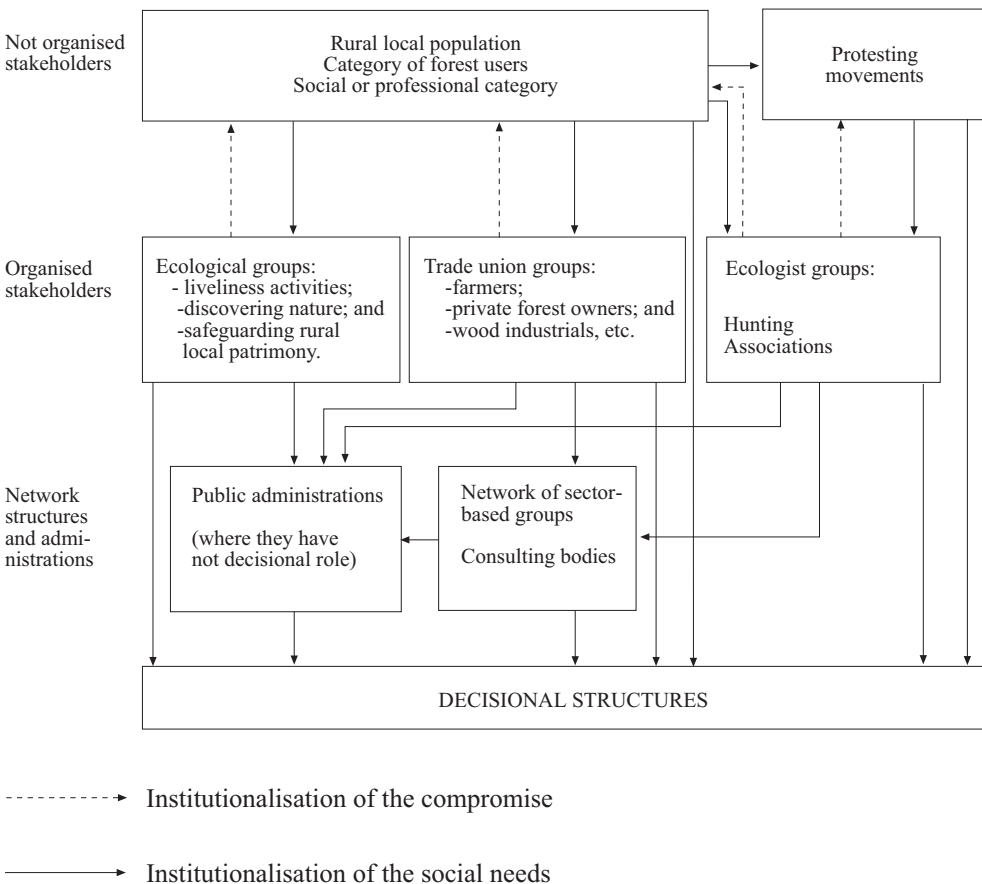 Not organised
stakeholders
Rural local population
Category of forest users
Social or professional category
Protesting
movements
Organised
stakeholders
Ecological groups:
- liveliness activities;
-discovering nature; and
-safeguarding rural
local patrimony.
Trade union groups:
-farmers;
-private forest owners; and
-wood industrials, etc.
Ecologist groups:
Hunting
Associations
Network
structures
and admi-
nistrations
Public administrations
(where they have
not decisional role)
Network of sector-
based groups
Consulting bodies
DECISIONAL STRUCTURES
Institutionalisation of the compromise
Institutionalisation of the social needs